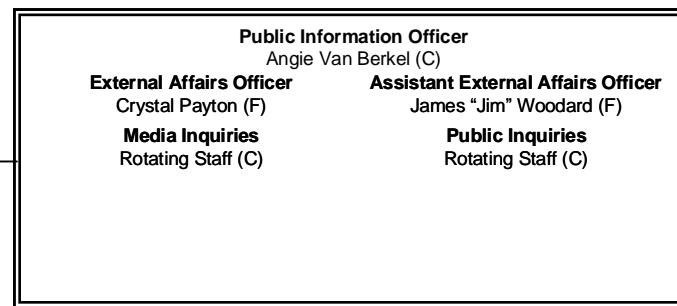 Public Information Officer
Angie Van Berkel (C)
External Affairs Officer
Crystal Payton (F)
Assistant External Affairs Officer
James “Jim” Woodard (F)
Media Inquiries
Rotating Staff (C)
Public Inquiries
Rotating Staff (C)